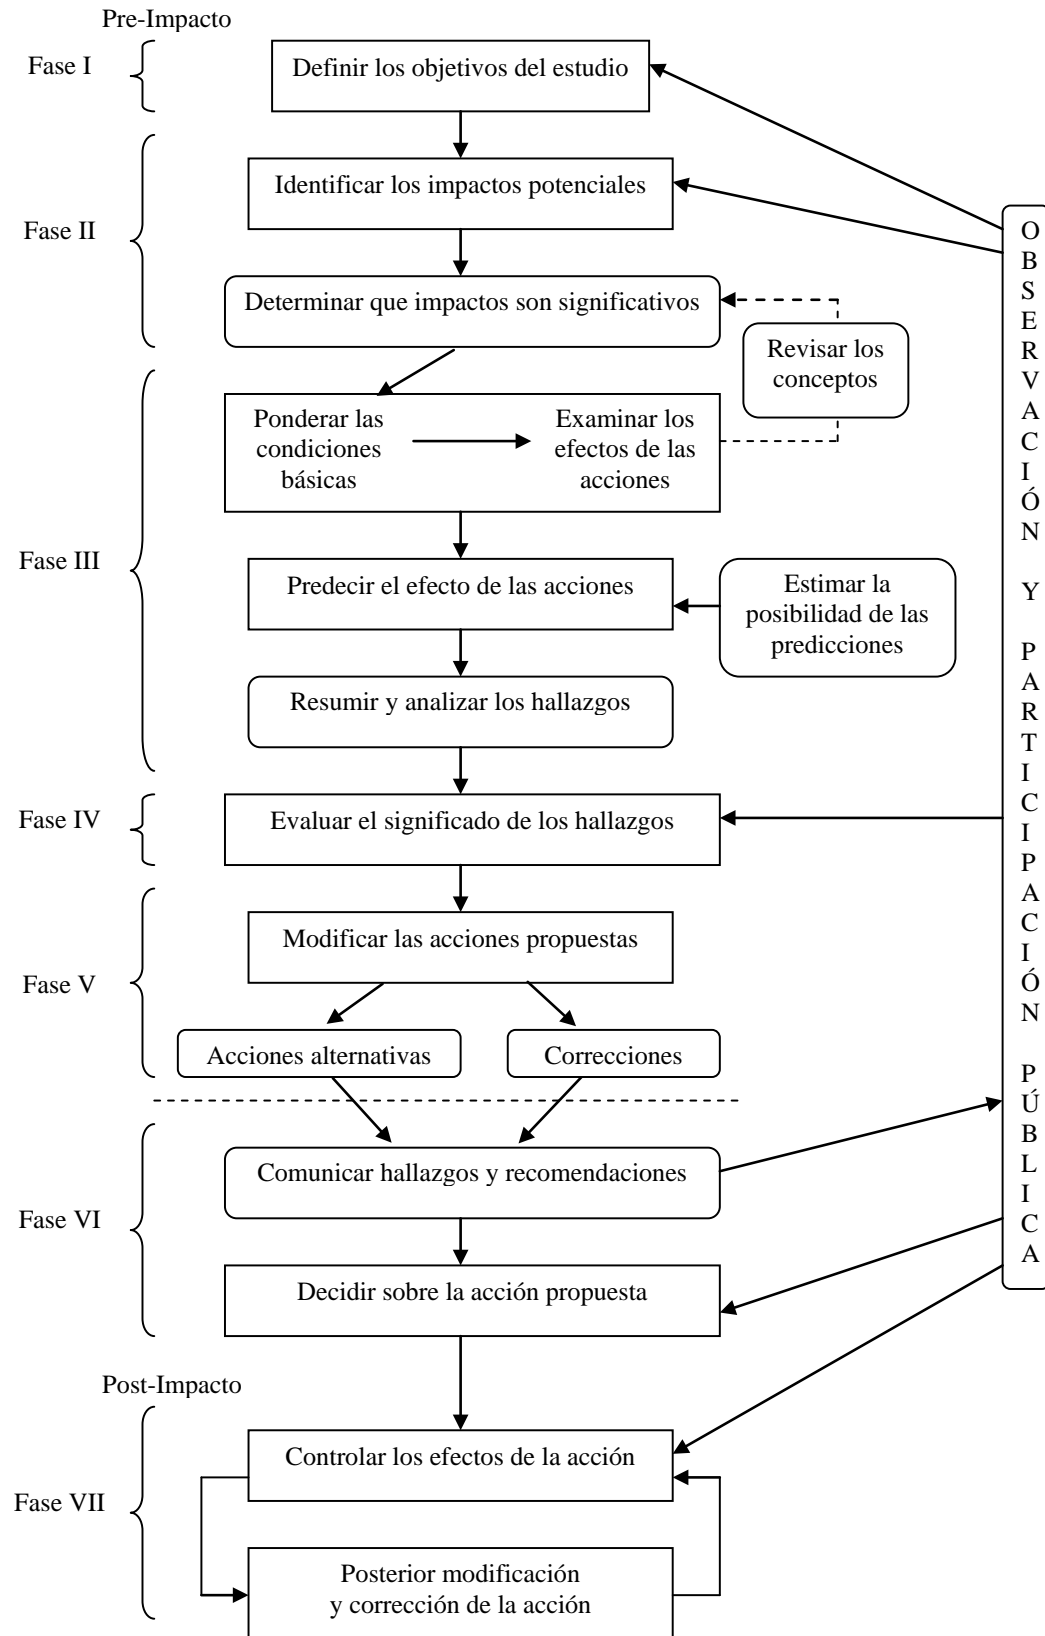 Pre-Impacto
Fase I
Definir los objetivos del estudio
Identificar los impactos potenciales
Fase II
Determinar que impactos son significativos
Revisar los
conceptos
Ponderar las
condiciones
básicas
Examinar los
efectos de las
acciones
Fase III
Predecir el efecto de las acciones
Estimar la
posibilidad de las
predicciones
Resumir y analizar los hallazgos
Fase IV
Evaluar el significado de los hallazgos
Modificar las acciones propuestas
Fase V
Acciones alternativas
Correcciones
Comunicar hallazgos y recomendaciones
Fase VI
Decidir sobre la acción propuesta
Post-Impacto
Controlar los efectos de la acción
Fase VII
Posterior modificación
y corrección de la acción
OBSERVACIÓN Y PARTICIPACIÓN PÚBLICA